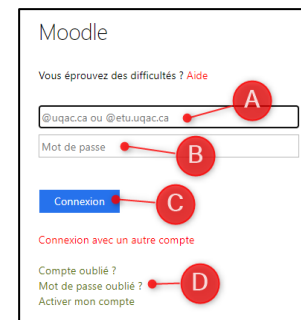 Moodle
Vous éprouvez des difficultés ? Aide
A
@uqac.ca ou @etu.uqac.ca
Mot de passe
B
Connexion
C
Connexion avec un autre compte
Compte oublié ?
Mot de passe oublié ?
D
Activer mon compte